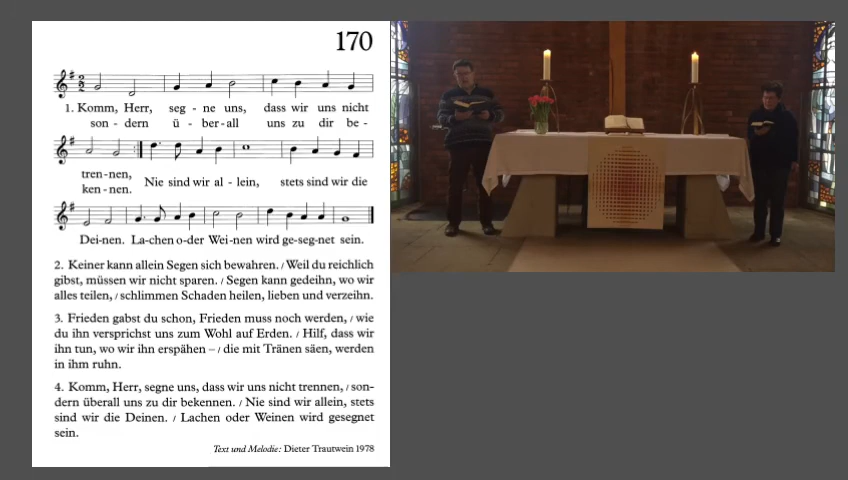 170
1. Komm, Herr, seg - ne uns, dass wir uns nicht
son - dern ü - ber - all uns zu dir be -
tren - nen,
ken - nen. Nie sind wir al - lein, stets sind wir die
Dei-nen. La-chen o-der Wei-nen wird ge-seg-net sein.
2. Keiner kann allein Segen sich bewahren. / Weil du reichlich
gibst, müssen wir nicht sparen. / Segen kann gedeihn, wo wir
alles teilen, / schlimmen Schaden heilen, lieben und verzeihn.
3. Frieden gabst du schon, Frieden muss noch werden, / wie
du ihn versprichst uns zum Wohl auf Erden. / Hilf, dass wir
ihn tun, wo wir ihn erspähen – / die mit Tränen säen, werden
in ihm ruhn.
4. Komm, Herr, segne uns, dass wir uns nicht trennen, / son-
dern überall uns zu dir bekennen. / Nie sind wir allein, stets
sind wir die Deinen. / Lachen oder Weinen wird gesegnet
sein.
Text und Melodie: Dieter Trautwein 1978